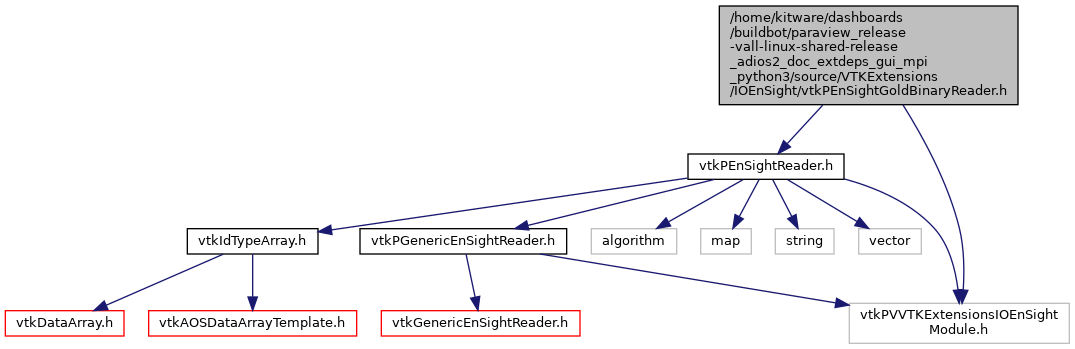 /home/kitware/dashboards
/buildbot/paraview_release
-vall-linux-shared-release
_adios2_doc_extdeps_gui_mpi
_python3/source/VTKExtensions
/IOEnSight/vtkPEnSightGoldBinaryReader.h
vtkPEnSightReader.h
vtkIdTypeArray.h
vtkPGenericEnSightReader.h
algorithm
map
string
vector
vtkDataArray.h
vtkAOSDataArrayTemplate.h
vtkGenericEnSightReader.h
vtkPVVTKExtensionsIOEnSight
Module.h